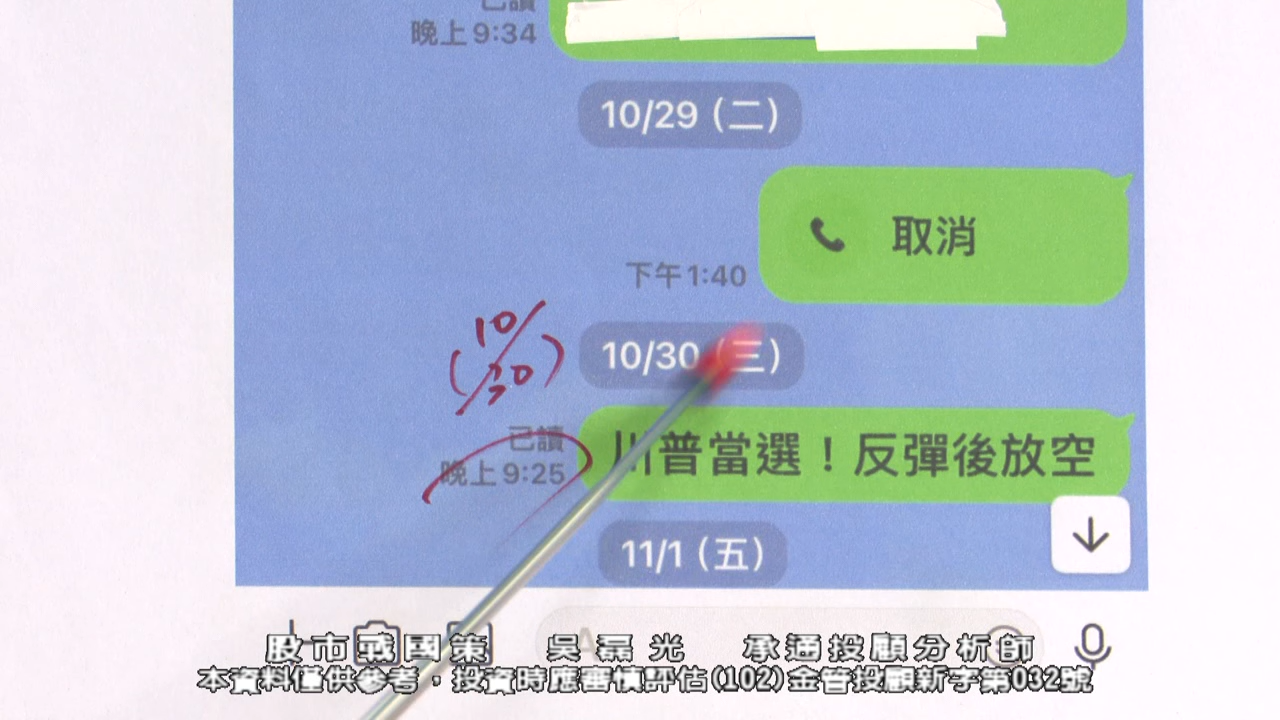 已讀
晚上 9:34
10/29 (二)
取消
下午 1:40
10/30
10/30 (三)
已讀
晚上 9:25
川普當選！反彈後放空
11/1 (五)
股市戰國策 吳磊光 承通投顧分析師
本資料僅供參考，投資時應審慎評估(102)金管投顧新字第032號